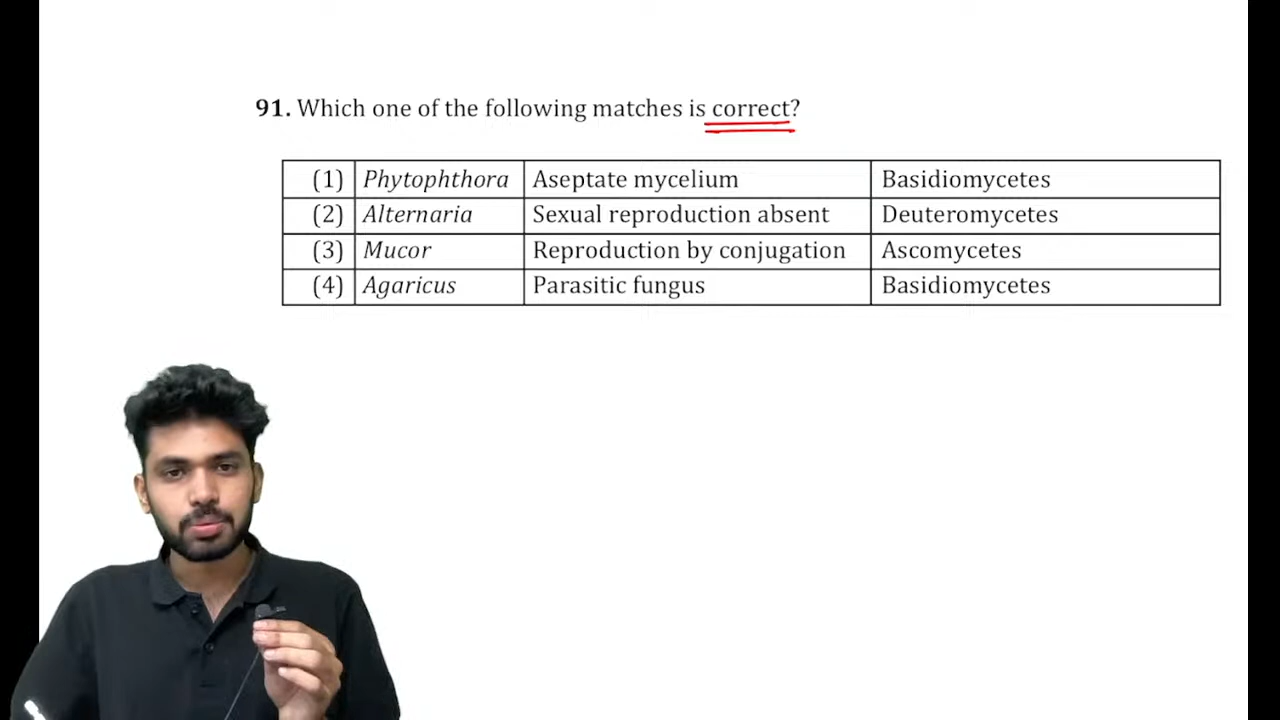 91. Which one of the following matches is correct?
(1) Phytophthora Aseptate mycelium Basidiomycetes
(2) Alternaria Sexual reproduction absent Deuteromycetes
(3) Mucor Reproduction by conjugation Ascomycetes
(4) Agaricus Parasitic fungus Basidiomycetes